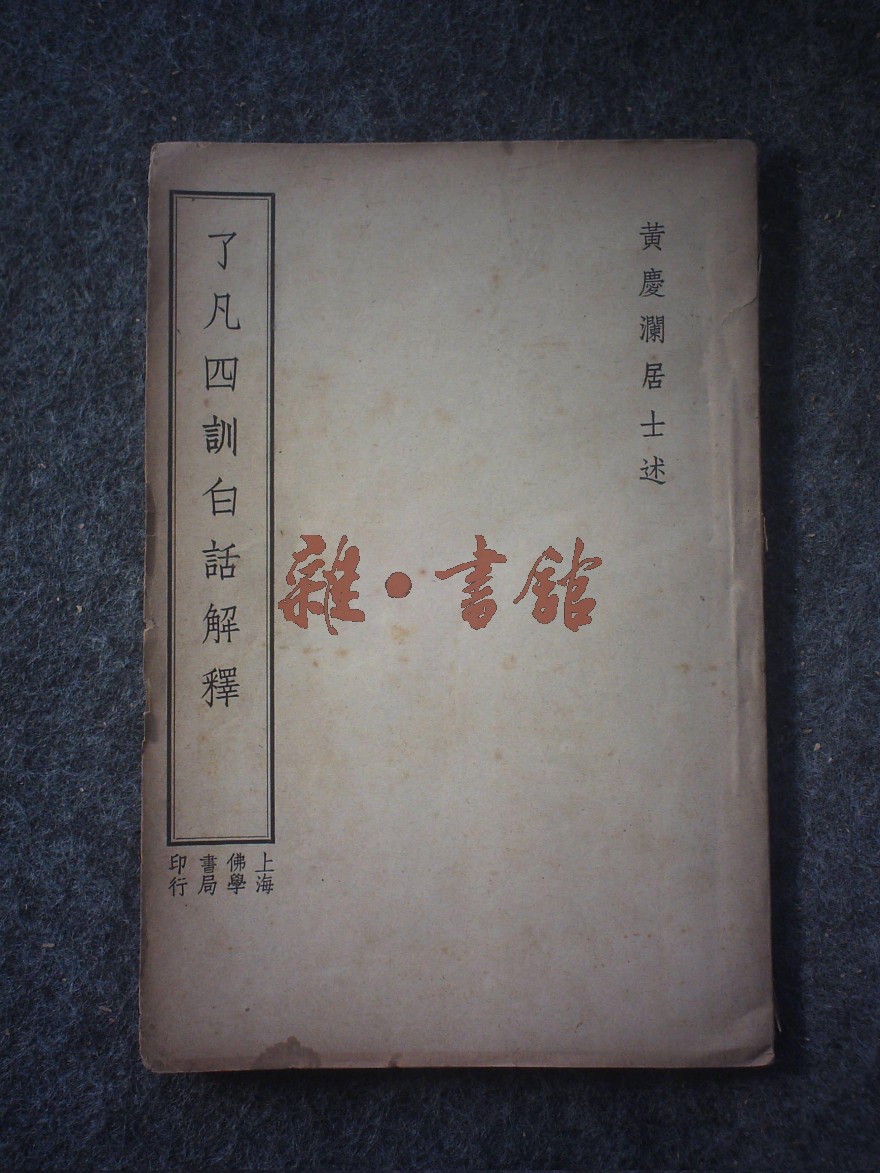 黃慶瀾居士述
了凡四訓白話解釋
上海
佛學
書局
印行
雜·書館